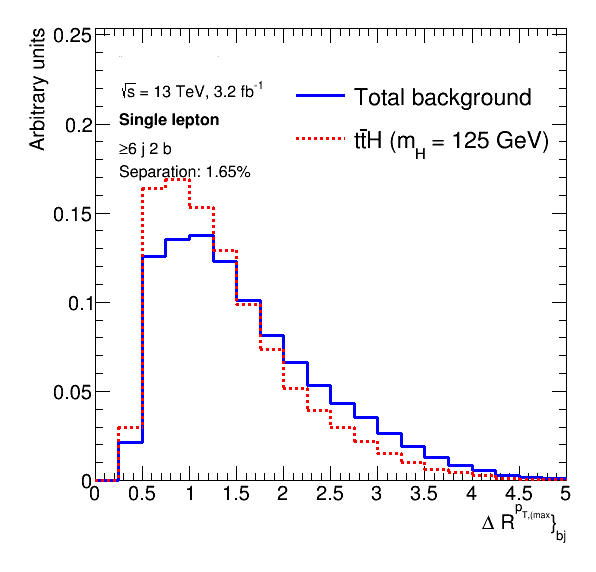 Arbitrary units
√s = 13 TeV, 3.2 fb⁻¹
Single lepton
≥6 j 2 b
Separation: 1.65%
Total background
tt̄H (m_H = 125 GeV)
0.25
0.2
0.15
0.1
0.05
0
0 0.5 1 1.5 2 2.5 3 3.5 4 4.5 5
Δ R^{p_{T,(max}}}_{bj}